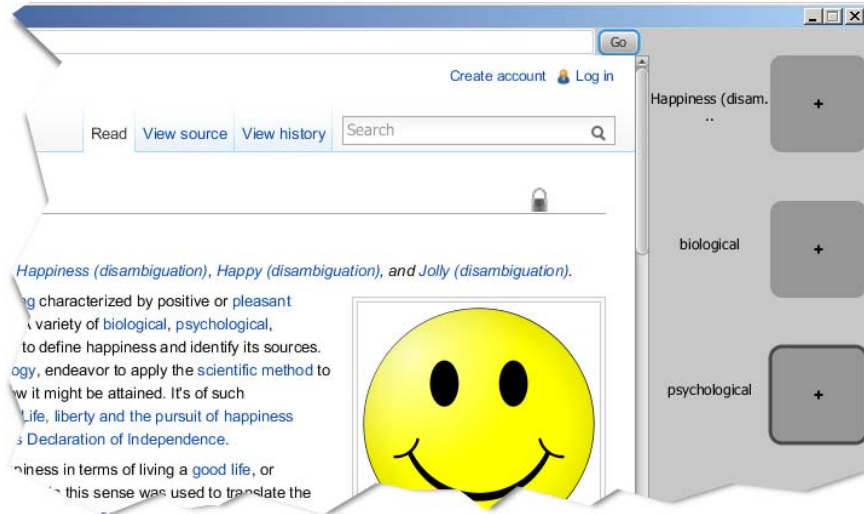 Go
Create account Log in
Read View source View history Search
Happiness (disambiguation), Happy (disambiguation), and Jolly (disambiguation).
characterized by positive or pleasant
variety of biological, psychological,
to define happiness and identify its sources.
endeavor to apply the scientific method to
it might be attained. It's of such
Life, liberty and the pursuit of happiness
Declaration of Independence.
in terms of living a good life, or
this sense was used to translate the
Happiness (disam.
..
+
biological
+
psychological
+